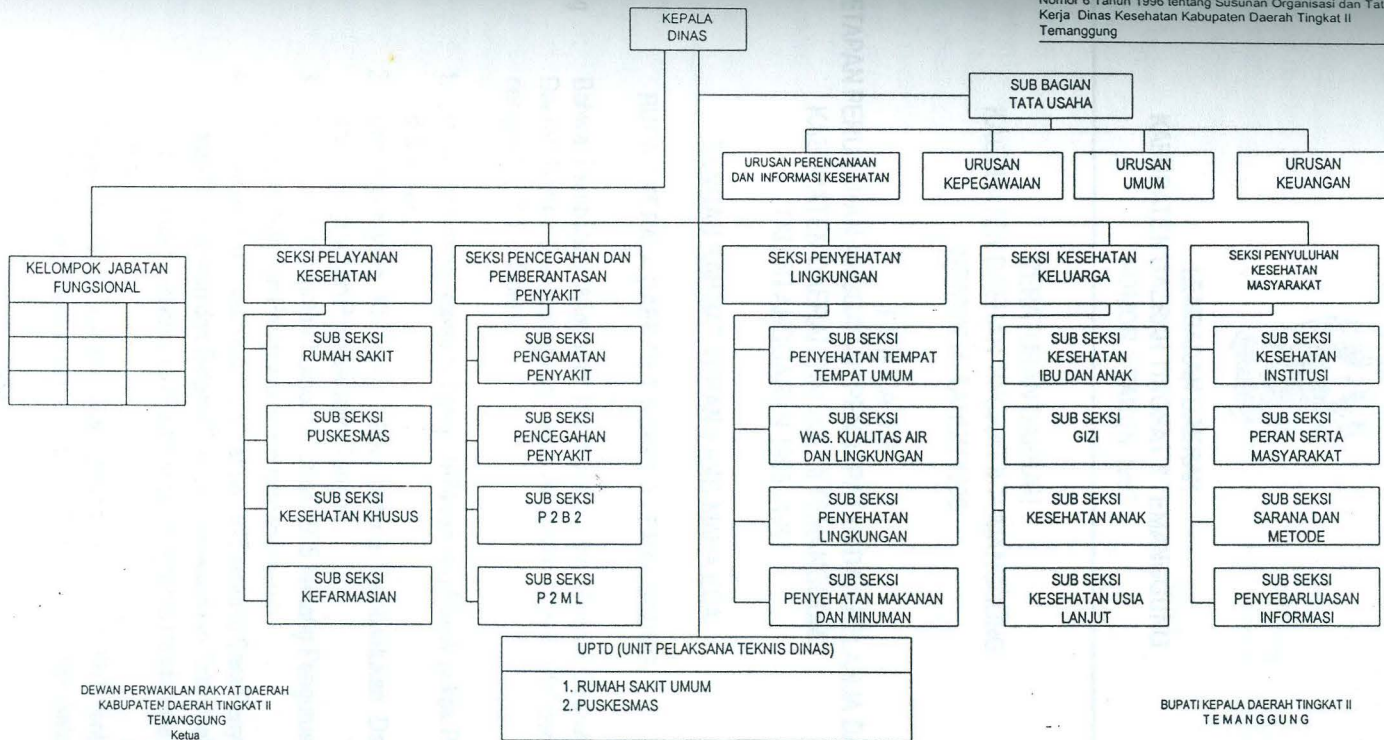 Nomor 6 Tahun 1996 tentang Susunan Organisasi dan Tat
Kerja Dinas Kesehatan Kabupaten Daerah Tingkat II
Temanggung
KEPALA
DINAS
SUB BAGIAN
TATA USAHA
URUSAN PERENCANAAN
DAN INFORMASI KESEHATAN
URUSAN
KEPEGAWAIAN
URUSAN
UMUM
URUSAN
KEUANGAN
KELOMPOK JABATAN
FUNGSIONAL
SEKSI PELAYANAN
KESEHATAN
SUB SEKSI
RUMAH SAKIT
SUB SEKSI
PUSKESMAS
SUB SEKSI
KESEHATAN KHUSUS
SUB SEKSI
KEFARMASIAN
SEKSI PENCEGAHAN DAN
PEMBERANTASAN
PENYAKIT
SUB SEKSI
PENGAMATAN
PENYAKIT
SUB SEKSI
PENCEGAHAN
PENYAKIT
SUB SEKSI
P 2 B 2
SUB SEKSI
P 2 M L
SEKSI PENYEHATAN
LINGKUNGAN
SUB SEKSI
PENYEHATAN TEMPAT
TEMPAT UMUM
SUB SEKSI
WAS. KUALITAS AIR
DAN LINGKUNGAN
SUB SEKSI
PENYEHATAN
LINGKUNGAN
SUB SEKSI
PENYEHATAN MAKANAN
DAN MINUMAN
SEKSI KESEHATAN
KELUARGA
SUB SEKSI
KESEHATAN
IBU DAN ANAK
SUB SEKSI
GIZI
SUB SEKSI
KESEHATAN ANAK
SUB SEKSI
KESEHATAN USIA
LANJUT
SEKSI PENYULUHAN
KESEHATAN
MASYARAKAT
SUB SEKSI
KESEHATAN
INSTITUSI
SUB SEKSI
PERAN SERTA
MASYARAKAT
SUB SEKSI
SARANA DAN
METODE
SUB SEKSI
PENYEBARLUASAN
INFORMASI
UPTD (UNIT PELAKSANA TEKNIS DINAS)
1. RUMAH SAKIT UMUM
2. PUSKESMAS
DEWAN PERWAKILAN RAKYAT DAERAH
KABUPATEN DAERAH TINGKAT II
TEMANGGUNG
Ketua
BUPATI KEPALA DAERAH TINGKAT II
TEMANGGUNG